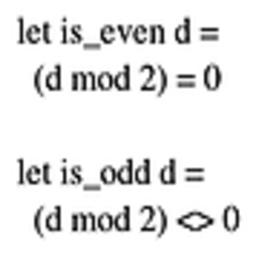 let is_even d =
(d mod 2) = 0
let is_odd d =
(d mod 2) <> 0